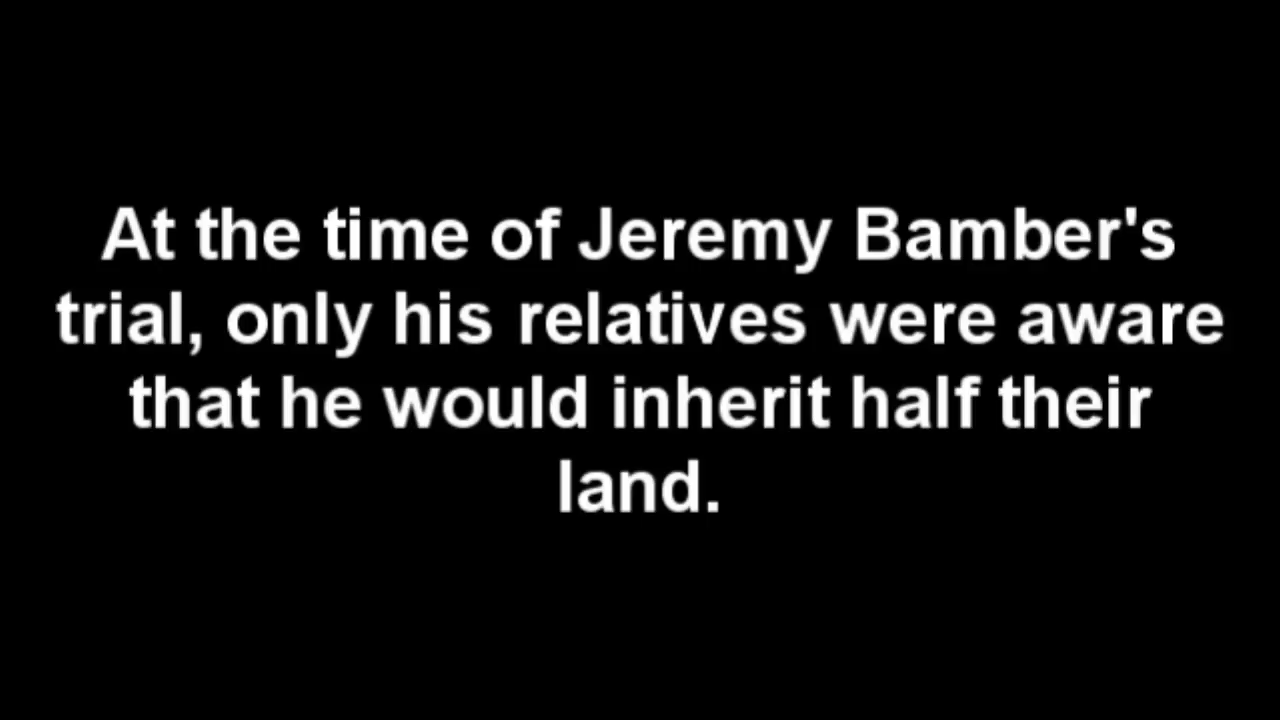 At the time of Jeremy Bamber's
trial, only his relatives were aware
that he would inherit half their
land.